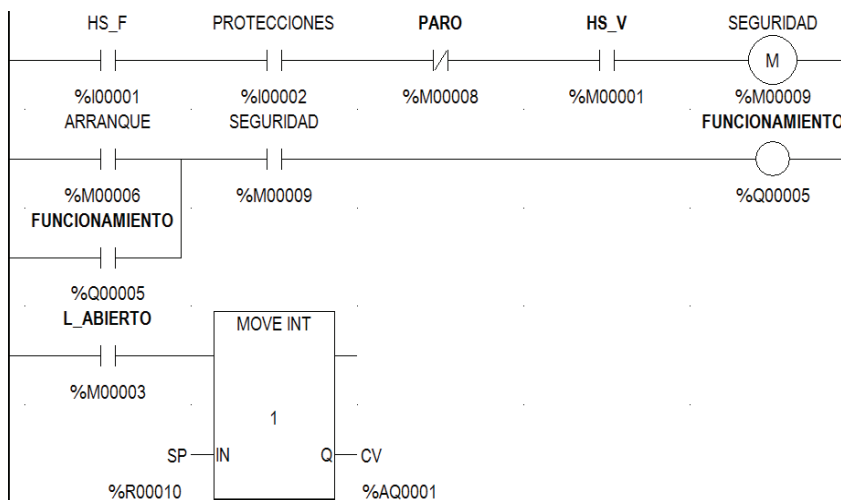 HS_F PROTECCIONES PARO HS_V SEGURIDAD
M
%I00001 %I00002 %M00008 %M00001 %M00009
ARRANQUE SEGURIDAD FUNCIONAMIENTO
%M00006 %M00009 %Q00005
FUNCIONAMIENTO
%Q00005
L_ABIERTO
MOVE INT
%M00003
1
SP IN Q CV
%R00010 %AQ0001